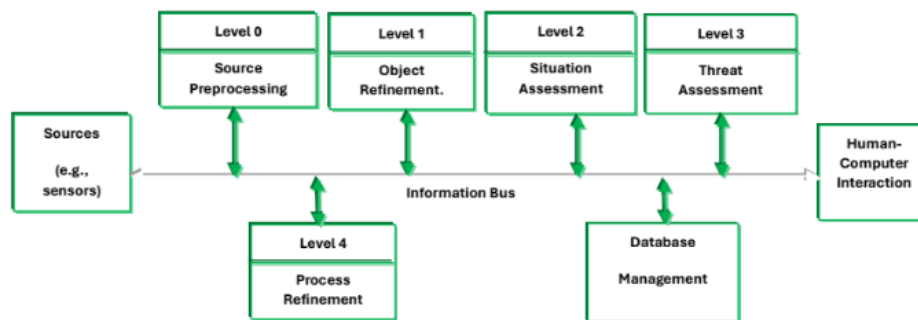 Level 0
Source
Preprocessing
Level 1
Object
Refinement.
Level 2
Situation
Assessment
Level 3
Threat
Assessment
Sources
(e.g.,
sensors)
Information Bus
Human-
Computer
Interaction
Level 4
Process
Refinement
Database
Management